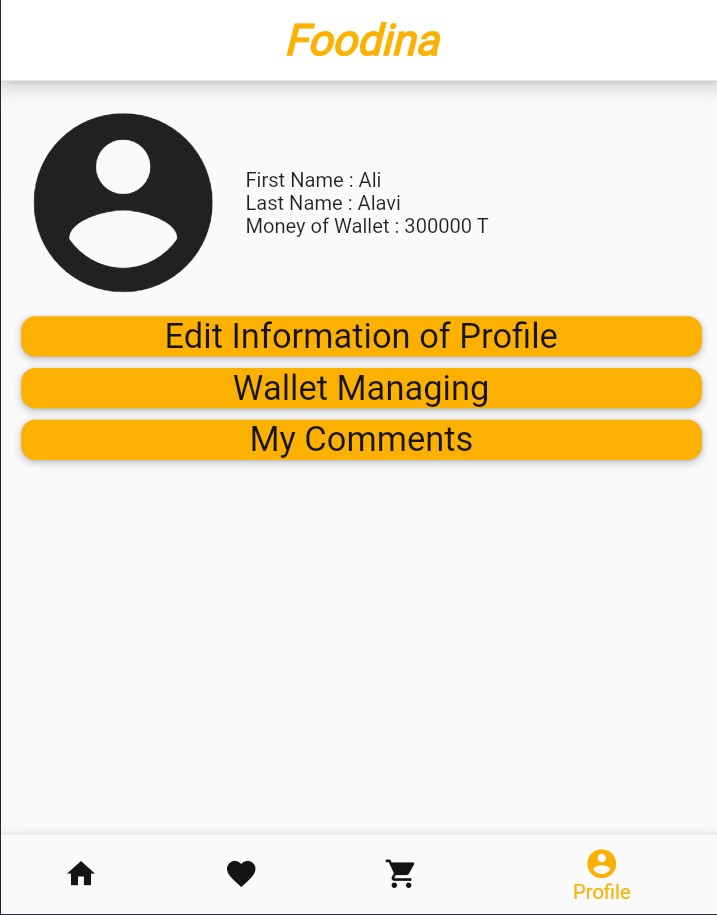 Foodina
First Name : Ali
Last Name : Alavi
Money of Wallet : 300000 T
Edit Information of Profile
Wallet Managing
My Comments
Profile